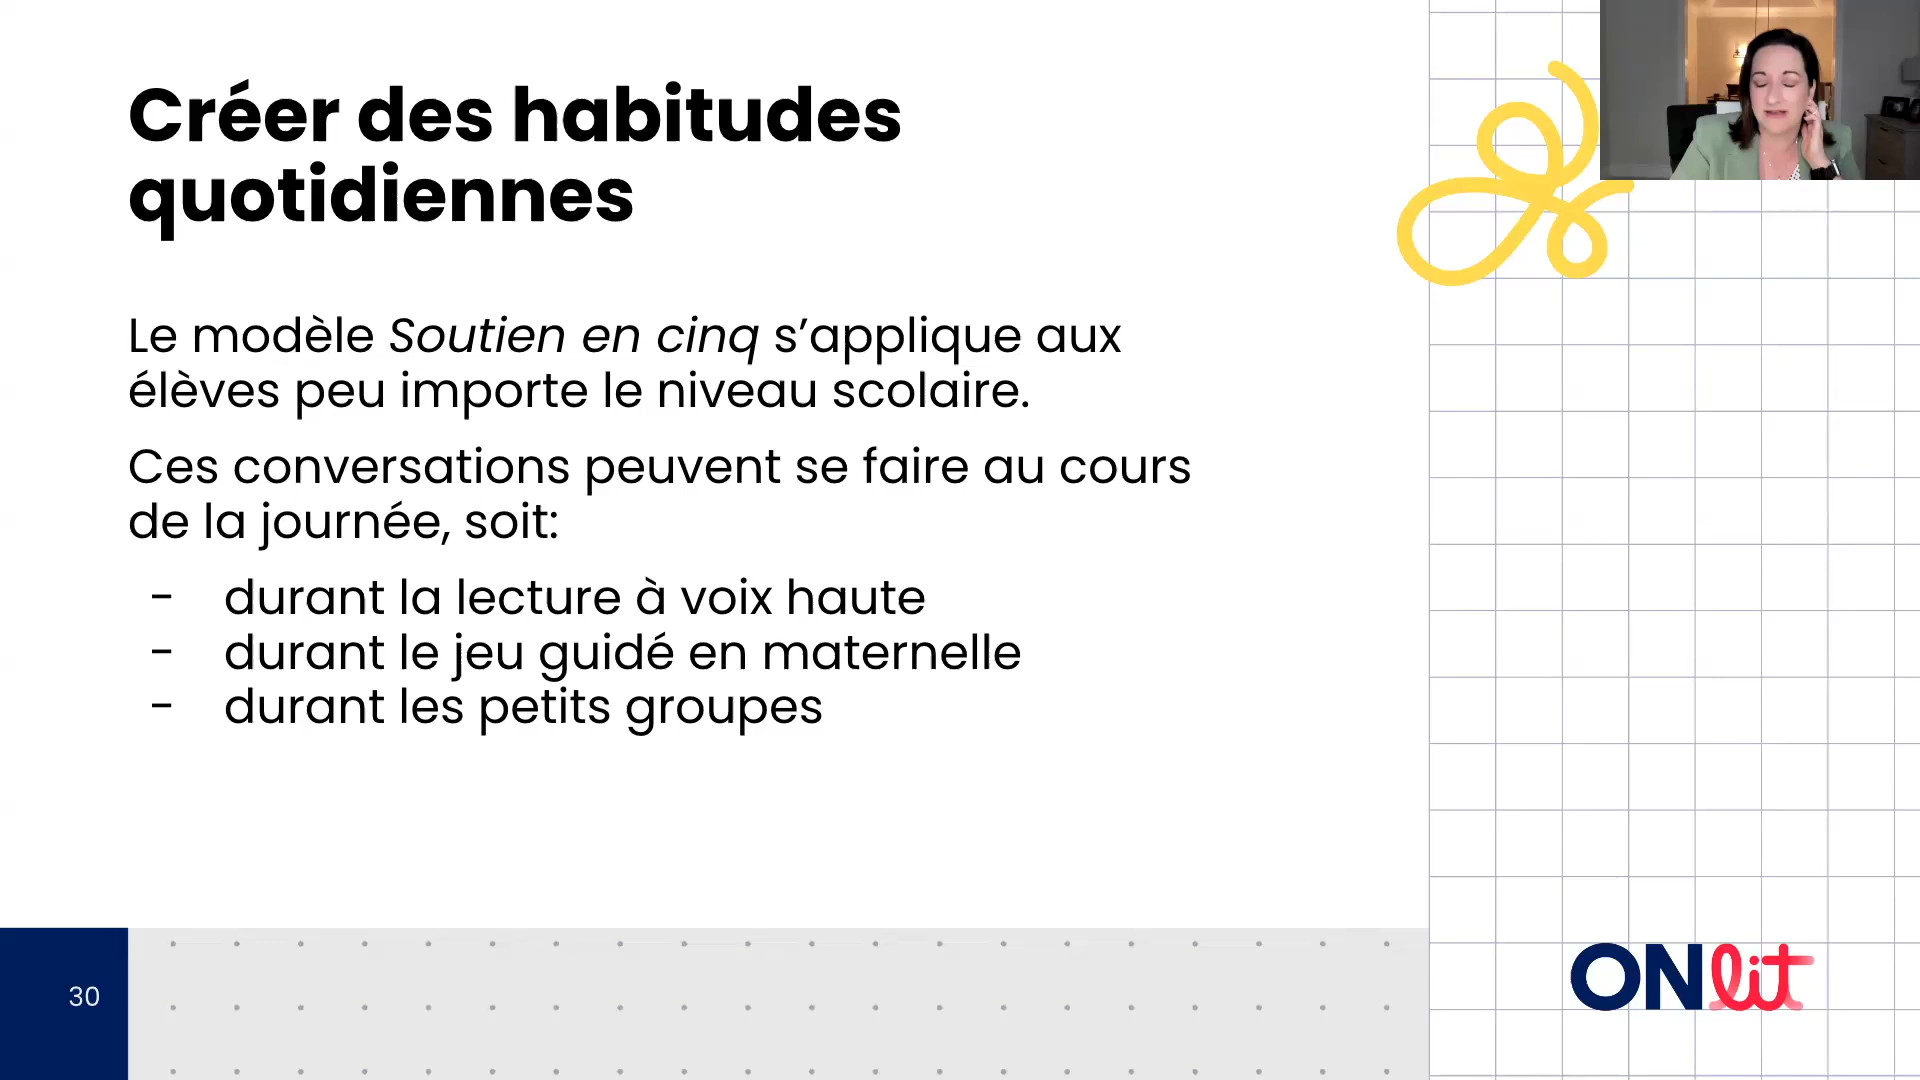 Créer des habitudes
quotidiennes
Le modèle Soutien en cinq s’applique aux
élèves peu importe le niveau scolaire.
Ces conversations peuvent se faire au cours
de la journée, soit:
- durant la lecture à voix haute
- durant le jeu guidé en maternelle
- durant les petits groupes
30
ONlit